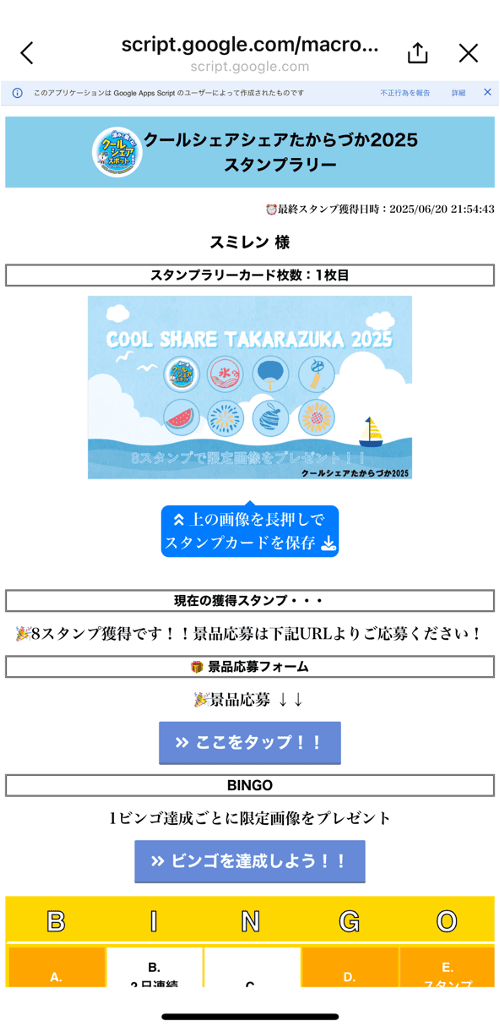 script.google.com/macro...
script.google.com
このアプリケーションは Google Apps Script のユーザーによって作成されたものです
不正行為を報告
詳細
クールシェアスポット
クールシェアシェアたからづか2025
スタンプラリー
⏰最終スタンプ獲得日時：2025/06/20 21:54:43
スミレン 様
スタンプラリーカード枚数：1枚目
COOL SHARE TAKARAZUKA 2025
氷
8スタンプで限定画像をプレゼント！！
クールシェアたからづか2025
上の画像を長押しで
スタンプカードを保存
現在の獲得スタンプ・・・
🎉8スタンプ獲得です！！景品応募は下記URLよりご応募ください！
🎁 景品応募フォーム
🎉景品応募 ↓↓
ここをタップ！！
BINGO
1ビンゴ達成ごとに限定画像をプレゼント
ビンゴを達成しよう！！
B I N G O
A.
B.
2日連続
C.
D.
E.
スタンプ